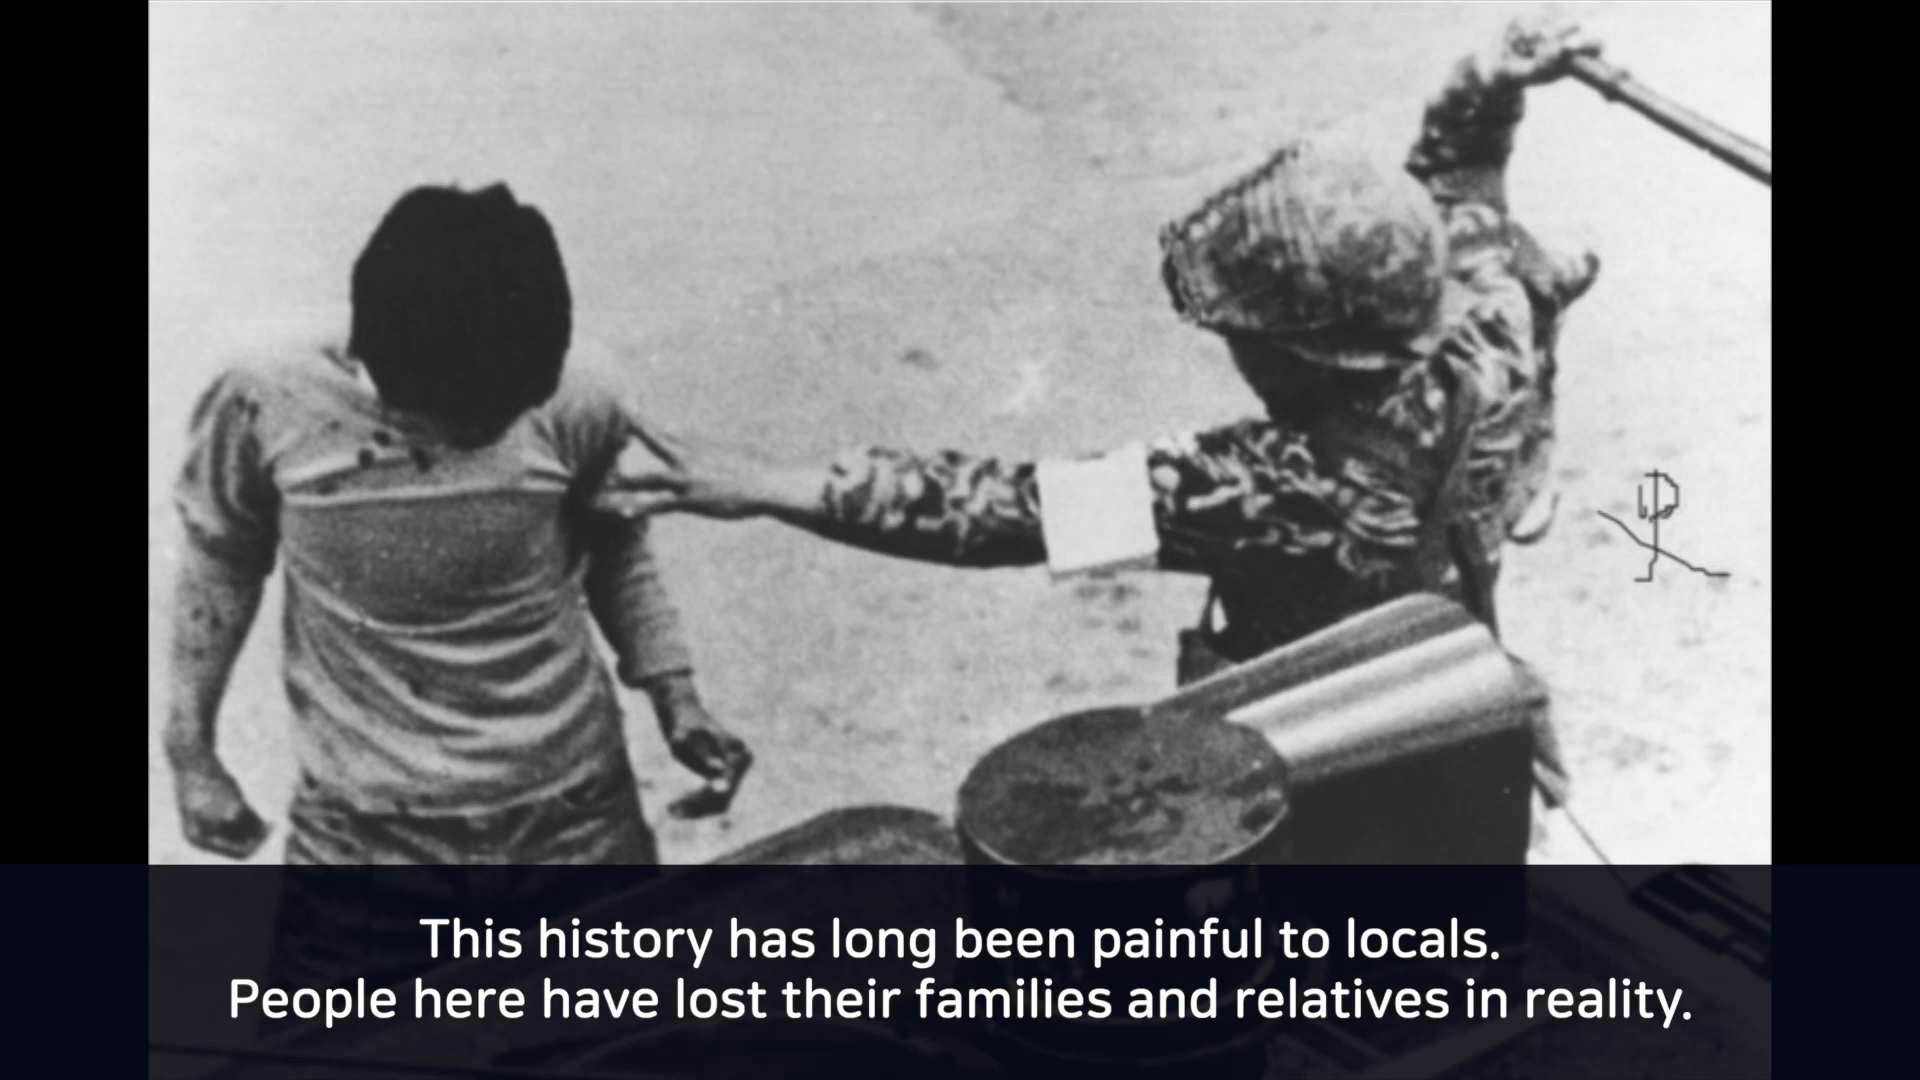 This history has long been painful to locals.
People here have lost their families and relatives in reality.